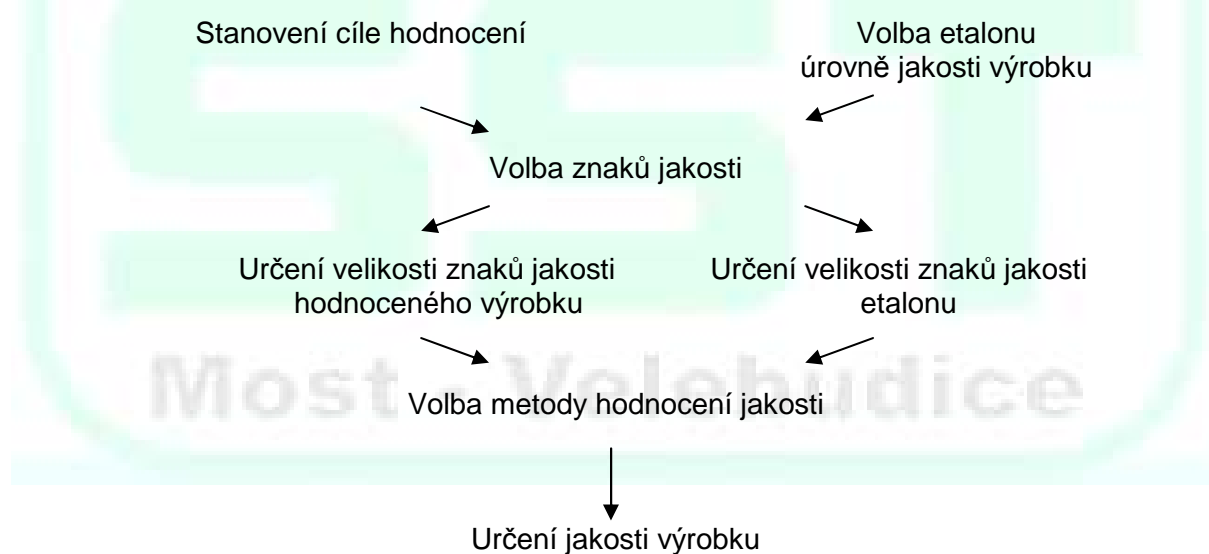 Stanovení cíle hodnocení
Volba etalonu
úrovně jakosti výrobku
Volba znaků jakosti
Určení velikosti znaků jakosti
hodnoceného výrobku
Určení velikosti znaků jakosti
etalonu
Volba metody hodnocení jakosti
Určení jakosti výrobku
SST
Most - Velebudice